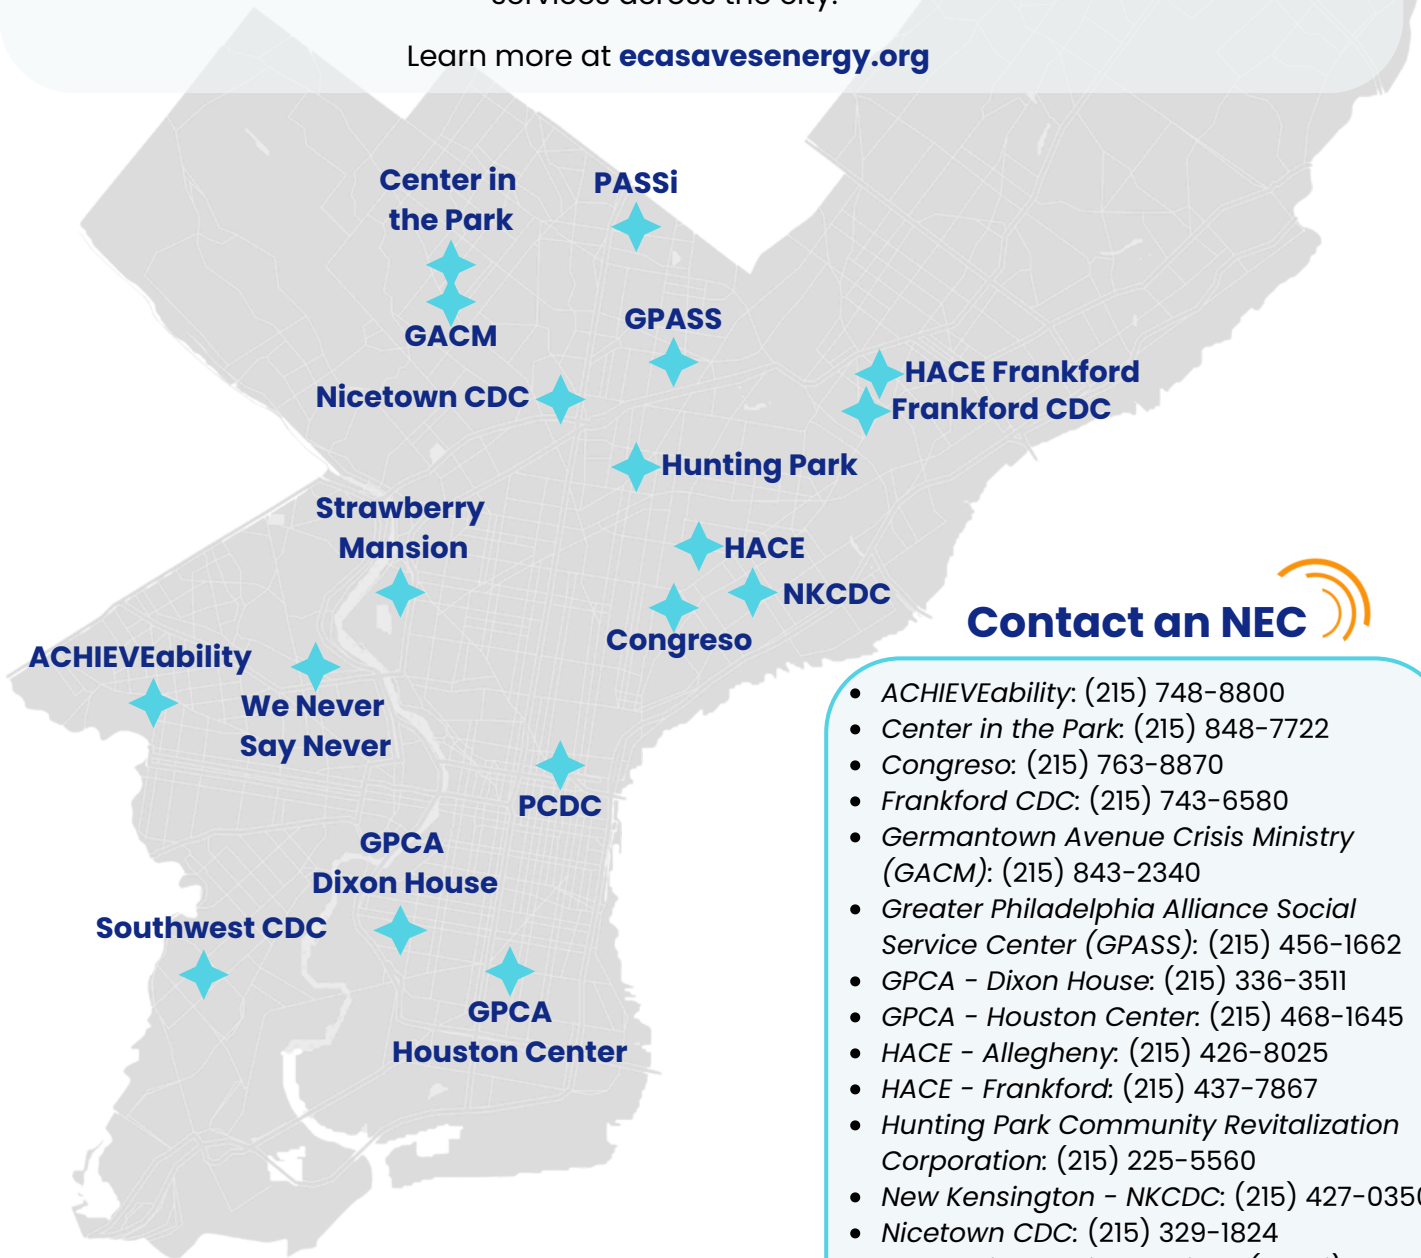 services across the city.
Learn more at ecasavesenergy.org
Center in
the Park
PASSi
GACM
GPASS
Nicetown CDC
HACE Frankford
Frankford CDC
Hunting Park
Strawberry
Mansion
HACE
NKCDC
Congreso
ACHIEVEability
We Never
Say Never
PCDC
GPCA
Dixon House
Southwest CDC
GPCA
Houston Center
Contact an NEC
• ACHIEVEability: (215) 748-8800
• Center in the Park: (215) 848-7722
• Congreso: (215) 763-8870
• Frankford CDC: (215) 743-6580
• Germantown Avenue Crisis Ministry
(GACM): (215) 843-2340
• Greater Philadelphia Alliance Social
Service Center (GPASS): (215) 456-1662
• GPCA - Dixon House: (215) 336-3511
• GPCA - Houston Center: (215) 468-1645
• HACE - Allegheny: (215) 426-8025
• HACE - Frankford: (215) 437-7867
• Hunting Park Community Revitalization
Corporation: (215) 225-5560
• New Kensington - NKCDC: (215) 427-0350
• Nicetown CDC: (215) 329-1824